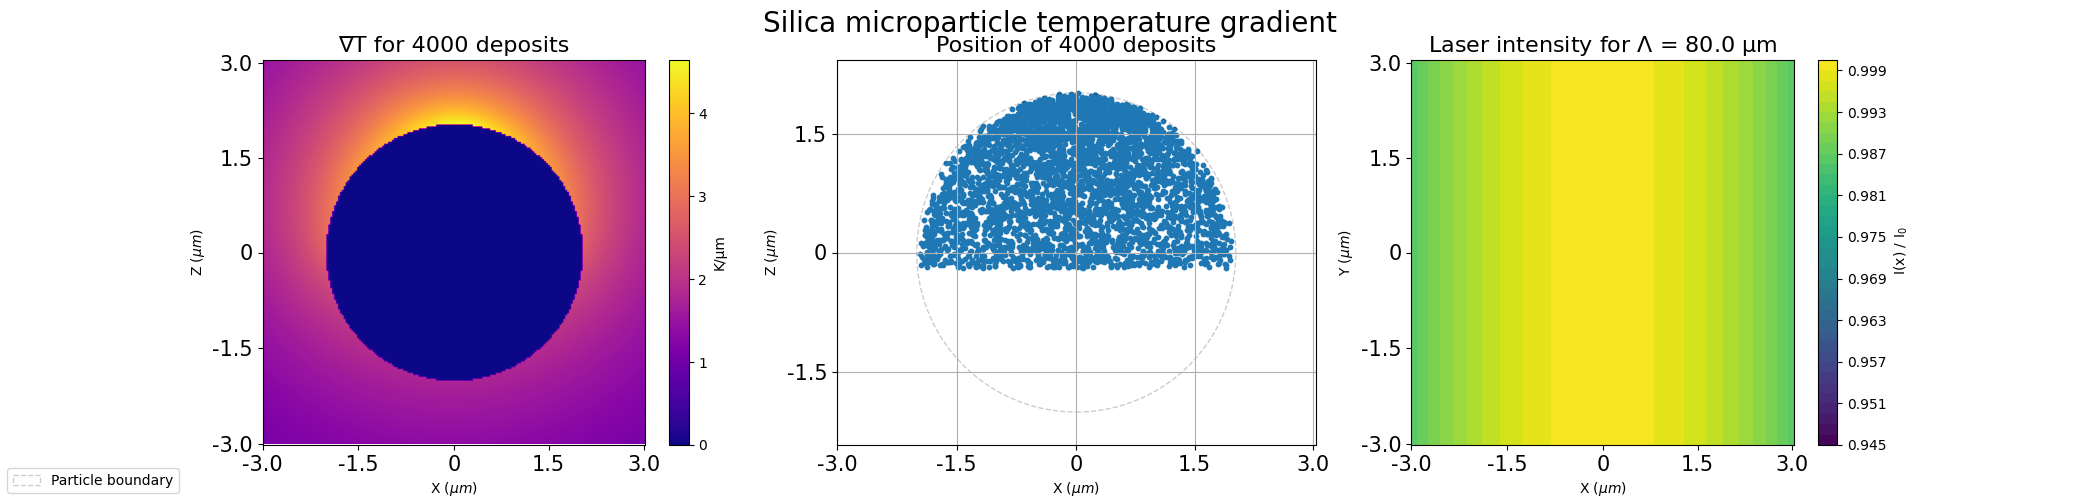 Silica microparticle temperature gradient
∇T for 4000 deposits
3.0
1.5
0
-1.5
-3.0
Z (μm)
-3.0 -1.5 0 1.5 3.0
X (μm)
4
3
2
1
0
K/μm
Position of 4000 deposits
1.5
0
-1.5
Z (μm)
-3.0 -1.5 0 1.5 3.0
X (μm)
Laser intensity for Λ = 80.0 μm
3.0
1.5
0
-1.5
-3.0
Y (μm)
-3.0 -1.5 0 1.5 3.0
X (μm)
0.999
0.993
0.987
0.981
0.975
0.969
0.963
0.957
0.951
0.945
I(x) / I₀
Particle boundary